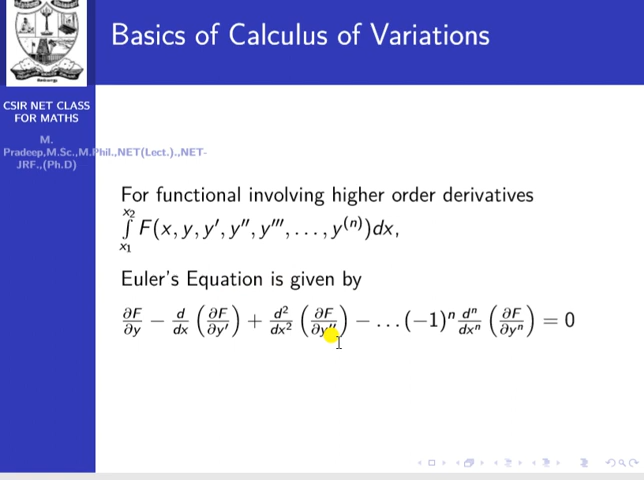 Basics of Calculus of Variations
CSIR NET CLASS
FOR MATHS
M.
Pradeep,M.Sc.,M.Phil.,NET(Lect.).,NET-
JRF.,(Ph.D)
For functional involving higher order derivatives
∫_{x₁}^{x₂} F(x, y, y′, y″, y‴, . . . , y⁽ⁿ⁾)dx,
Euler's Equation is given by
∂F/∂y − d/dx (∂F/∂y′) + d²/dx² (∂F/∂y″) − . . . (−1)ⁿ dⁿ/dxⁿ (∂F/∂yⁿ) = 0